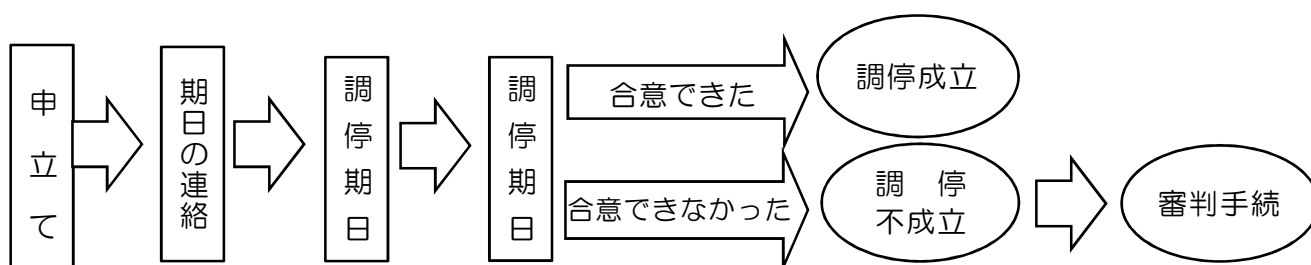 申立て
期日の連絡
調停期日
調停期日
合意できた
調停成立
合意できなかった
調 停
不成立
審判手続